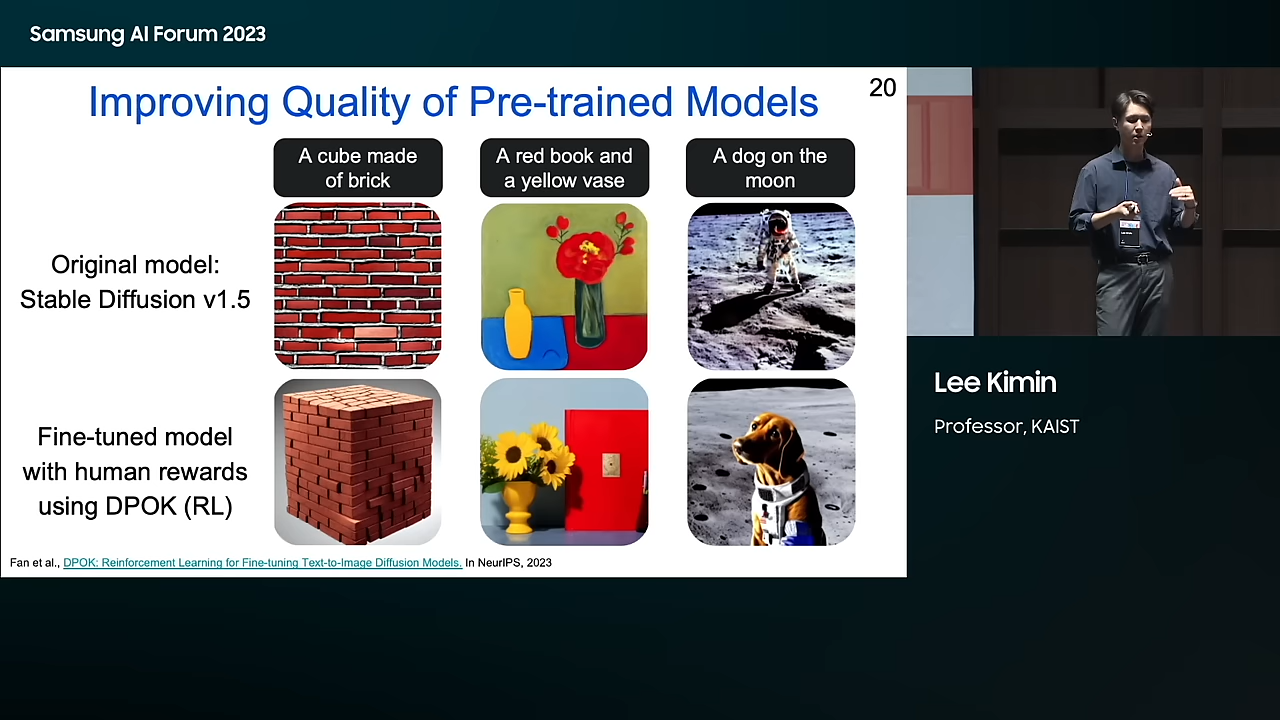 Samsung AI Forum 2023
Improving Quality of Pre-trained Models
20
A cube made
of brick
A red book and
a yellow vase
A dog on the
moon
Original model:
Stable Diffusion v1.5
Fine-tuned model
with human rewards
using DPOK (RL)
Fan et al., DPOK: Reinforcement Learning for Fine-tuning Text-to-Image Diffusion Models. In NeurIPS, 2023
Lee Kimin
Professor, KAIST